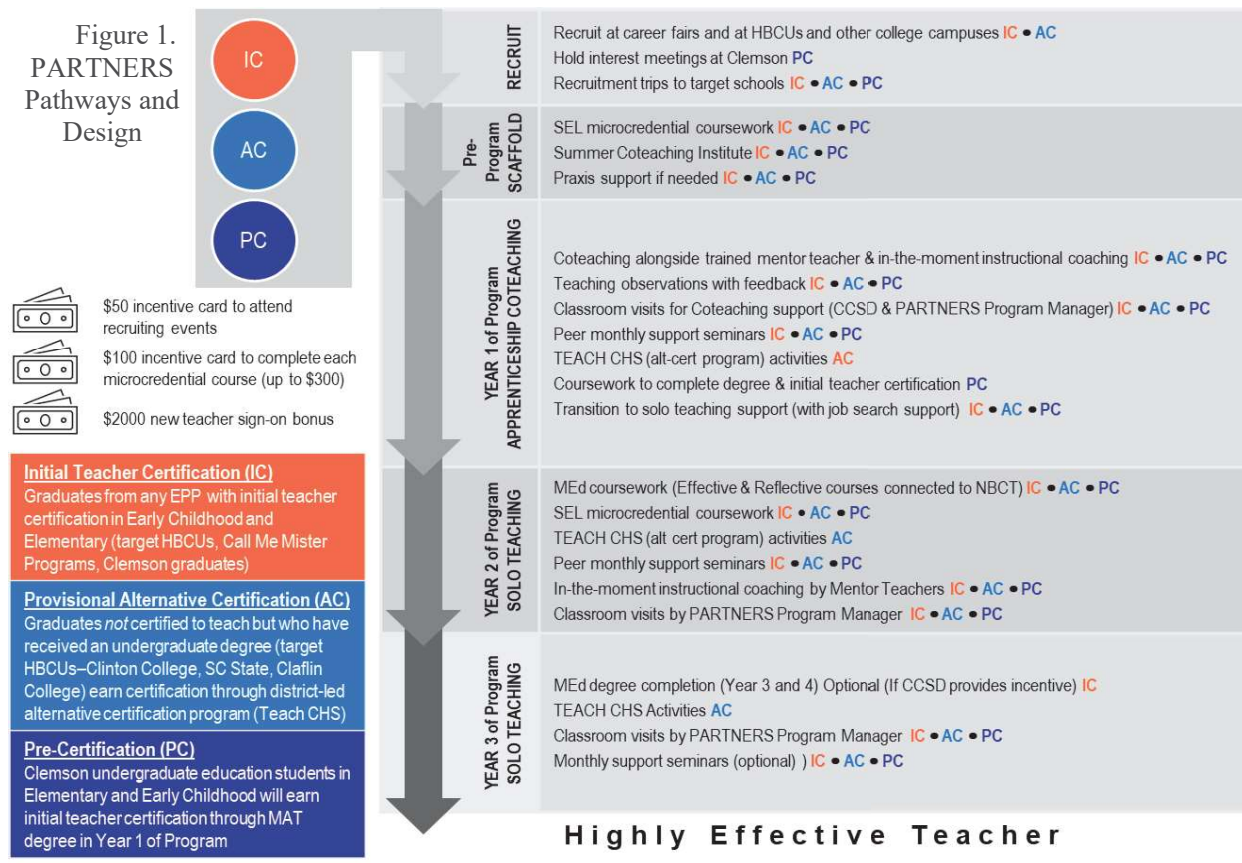 Figure 1.
PARTNERS
Pathways and
Design
IC
AC
PC
$50 incentive card to attend
recruiting events
$100 incentive card to complete each
microcredential course (up to $300)
$2000 new teacher sign-on bonus
Initial Teacher Certification (IC)
Graduates from any EPP with initial teacher
certification in Early Childhood and
Elementary (target HBCUs, Call Me Mister
Programs, Clemson graduates)
Provisional Alternative Certification (AC)
Graduates not certified to teach but who have
received an undergraduate degree (target
HBCUs–Clinton College, SC State, Claflin
College) earn certification through district-led
alternative certification program (Teach CHS)
Pre-Certification (PC)
Clemson undergraduate education students in
Elementary and Early Childhood will earn
initial teacher certification through MAT
degree in Year 1 of Program
RECRUIT
Recruit at career fairs and at HBCUs and other college campuses IC • AC
Hold interest meetings at Clemson PC
Recruitment trips to target schools IC • AC • PC
Pre-
Program
SCAFFOLD
SEL microcredential coursework IC • AC • PC
Summer Coteaching Institute IC • AC • PC
Praxis support if needed IC • AC • PC
YEAR 1 of Program
APPRENTICESHIP COTEACHING
Coteaching alongside trained mentor teacher & in-the-moment instructional coaching IC • AC • PC
Teaching observations with feedback IC • AC • PC
Classroom visits for Coteaching support (CCSD & PARTNERS Program Manager) IC • AC • PC
Peer monthly support seminars IC • AC • PC
TEACH CHS (alt-cert program) activities AC
Coursework to complete degree & initial teacher certification PC
Transition to solo teaching support (with job search support) IC • AC • PC
YEAR 2 of Program
SOLO TEACHING
MEd coursework (Effective & Reflective courses connected to NBCT) IC • AC • PC
SEL microcredential coursework IC • AC • PC
TEACH CHS (alt cert program) activities AC
Peer monthly support seminars IC • AC • PC
In-the-moment instructional coaching by Mentor Teachers IC • AC • PC
Classroom visits by PARTNERS Program Manager IC • AC • PC
YEAR 3 of Program
SOLO TEACHING
MEd degree completion (Year 3 and 4) Optional (If CCSD provides incentive) IC
TEACH CHS Activities AC
Classroom visits by PARTNERS Program Manager IC • AC • PC
Monthly support seminars (optional) ) IC • AC • PC
Highly Effective Teacher